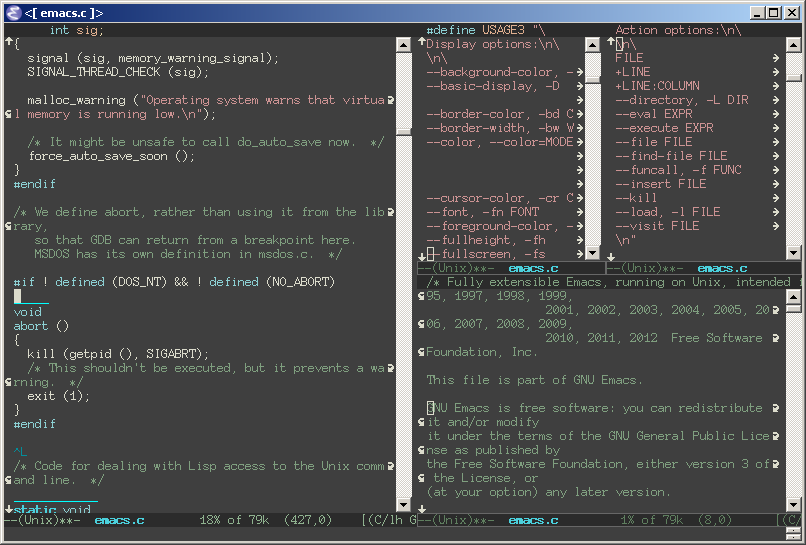 <[ emacs.c ]>
int sig;
{
signal (sig, memory_warning_signal);
SIGNAL_THREAD_CHECK (sig);
malloc_warning ("Operating system warns that virtua
l memory is running low.\n");
/* It might be unsafe to call do_auto_save now.  */
force_auto_save_soon ();
}
#endif
/* We define abort, rather than using it from the lib
rary,
so that GDB can return from a breakpoint here.
MSDOS has its own definition in msdos.c.  */
#if ! defined (DOS_NT) && ! defined (NO_ABORT)
void
abort ()
{
kill (getpid (), SIGABRT);
/* This shouldn't be executed, but it prevents a wa
rning.  */
exit (1);
}
#endif
^L
/* Code for dealing with Lisp access to the Unix comm
and line.  */
static void
--(Unix)**-  emacs.c        18% of 79k  (427,0)    [(C/lh G
#define USAGE3 "\
Display options:\n\
\n\
--background-color, -
--basic-display, -D
--border-color, -bd C
--border-width, -bw W
--color, --color=MODE
--cursor-color, -cr C
--font, -fn FONT
--foreground-color, -
--fullheight, -fh
--fullscreen, -fs
--(Unix)**-  emacs.c
Action options:\n\
\n\
FILE
+LINE
+LINE:COLUMN
--directory, -L DIR
--eval EXPR
--execute EXPR
--file FILE
--find-file FILE
--funcall, -f FUNC
--insert FILE
--kill
--load, -l FILE
--visit FILE
\n"
--(Unix)**-  emacs.c
/* Fully extensible Emacs, running on Unix, intended f
95, 1997, 1998, 1999,
2001, 2002, 2003, 2004, 2005, 20
06, 2007, 2008, 2009,
2010, 2011, 2012  Free Software
Foundation, Inc.
This file is part of GNU Emacs.
GNU Emacs is free software: you can redistribute
it and/or modify
it under the terms of the GNU General Public Lice
nse as published by
the Free Software Foundation, either version 3 of
the License, or
(at your option) any later version.
--(Unix)**-  emacs.c        1% of 79k  (8,0)      [(C/